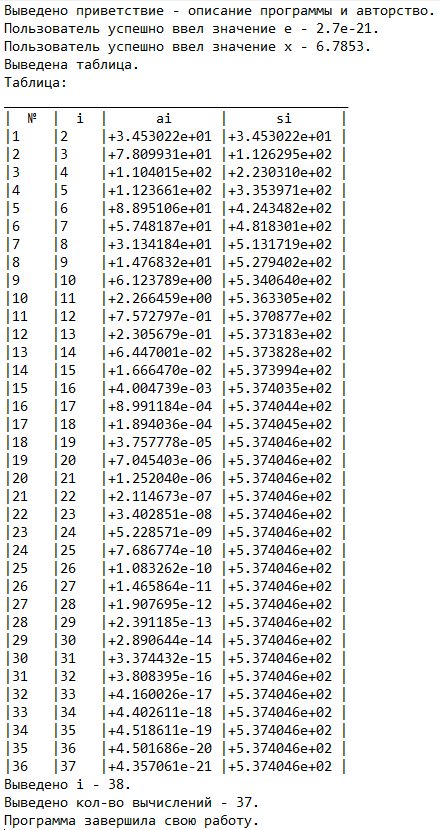 Выведено приветствие - описание программы и авторство.
Пользователь успешно ввел значение e - 2.7e-21.
Пользователь успешно ввел значение x - 6.7853.
Выведена таблица.
Таблица:
| № | i | ai | si |
|1 |2 |+3.453022e+01 |+3.453022e+01 |
|2 |3 |+7.809931e+01 |+1.126295e+02 |
|3 |4 |+1.104015e+02 |+2.230310e+02 |
|4 |5 |+1.123661e+02 |+3.353971e+02 |
|5 |6 |+8.895106e+01 |+4.243482e+02 |
|6 |7 |+5.748187e+01 |+4.818301e+02 |
|7 |8 |+3.134184e+01 |+5.131719e+02 |
|8 |9 |+1.476832e+01 |+5.279402e+02 |
|9 |10 |+6.123789e+00 |+5.340640e+02 |
|10 |11 |+2.266459e+00 |+5.363305e+02 |
|11 |12 |+7.572797e-01 |+5.370877e+02 |
|12 |13 |+2.305679e-01 |+5.373183e+02 |
|13 |14 |+6.447001e-02 |+5.373828e+02 |
|14 |15 |+1.666470e-02 |+5.373994e+02 |
|15 |16 |+4.004739e-03 |+5.374035e+02 |
|16 |17 |+8.991184e-04 |+5.374044e+02 |
|17 |18 |+1.894036e-04 |+5.374045e+02 |
|18 |19 |+3.757778e-05 |+5.374046e+02 |
|19 |20 |+7.045403e-06 |+5.374046e+02 |
|20 |21 |+1.252040e-06 |+5.374046e+02 |
|21 |22 |+2.114673e-07 |+5.374046e+02 |
|22 |23 |+3.402851e-08 |+5.374046e+02 |
|23 |24 |+5.228571e-09 |+5.374046e+02 |
|24 |25 |+7.686774e-10 |+5.374046e+02 |
|25 |26 |+1.083262e-10 |+5.374046e+02 |
|26 |27 |+1.465864e-11 |+5.374046e+02 |
|27 |28 |+1.907695e-12 |+5.374046e+02 |
|28 |29 |+2.391185e-13 |+5.374046e+02 |
|29 |30 |+2.890644e-14 |+5.374046e+02 |
|30 |31 |+3.374432e-15 |+5.374046e+02 |
|31 |32 |+3.808395e-16 |+5.374046e+02 |
|32 |33 |+4.160026e-17 |+5.374046e+02 |
|33 |34 |+4.402611e-18 |+5.374046e+02 |
|34 |35 |+4.518611e-19 |+5.374046e+02 |
|35 |36 |+4.501686e-20 |+5.374046e+02 |
|36 |37 |+4.357061e-21 |+5.374046e+02 |
Выведено i - 38.
Выведено кол-во вычислений - 37.
Программа завершила свою работу.